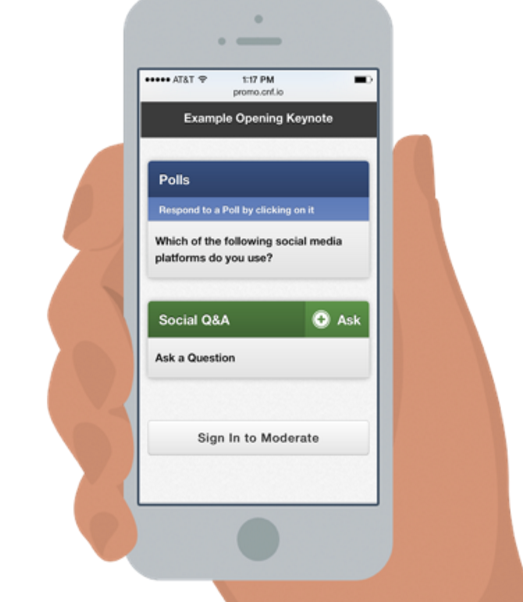 AT&T 1:17 PM
promo.cnf.io
Example Opening Keynote
Polls
Respond to a Poll by clicking on it
Which of the following social media
platforms do you use?
Social Q&A Ask
Ask a Question
Sign In to Moderate